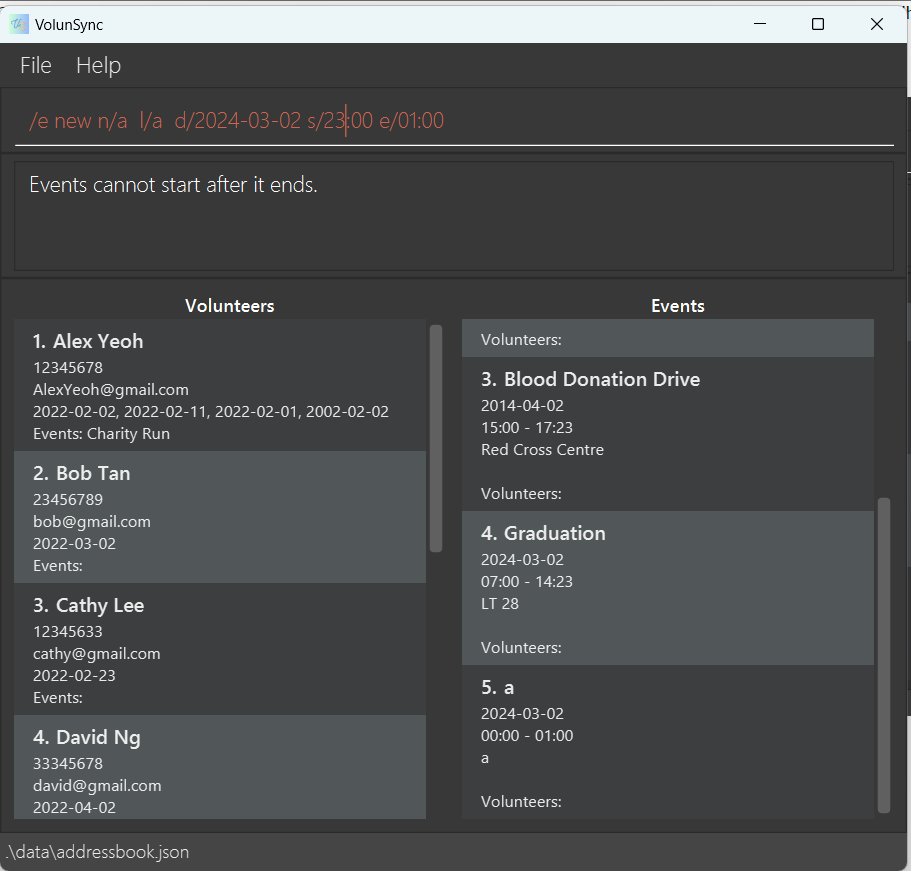 VolunSync
File Help
/e new n/a l/a d/2024-03-02 s/23:00 e/01:00
Events cannot start after it ends.
Volunteers
1. Alex Yeoh
12345678
AlexYeoh@gmail.com
2022-02-02, 2022-02-11, 2022-02-01, 2002-02-02
Events: Charity Run
2. Bob Tan
23456789
bob@gmail.com
2022-03-02
Events:
3. Cathy Lee
12345633
cathy@gmail.com
2022-02-23
Events:
4. David Ng
33345678
david@gmail.com
2022-04-02
Events
Volunteers:
3. Blood Donation Drive
2014-04-02
15:00 - 17:23
Red Cross Centre
Volunteers:
4. Graduation
2024-03-02
07:00 - 14:23
LT 28
Volunteers:
5. a
2024-03-02
00:00 - 01:00
a
Volunteers:
.\data\addressbook.json